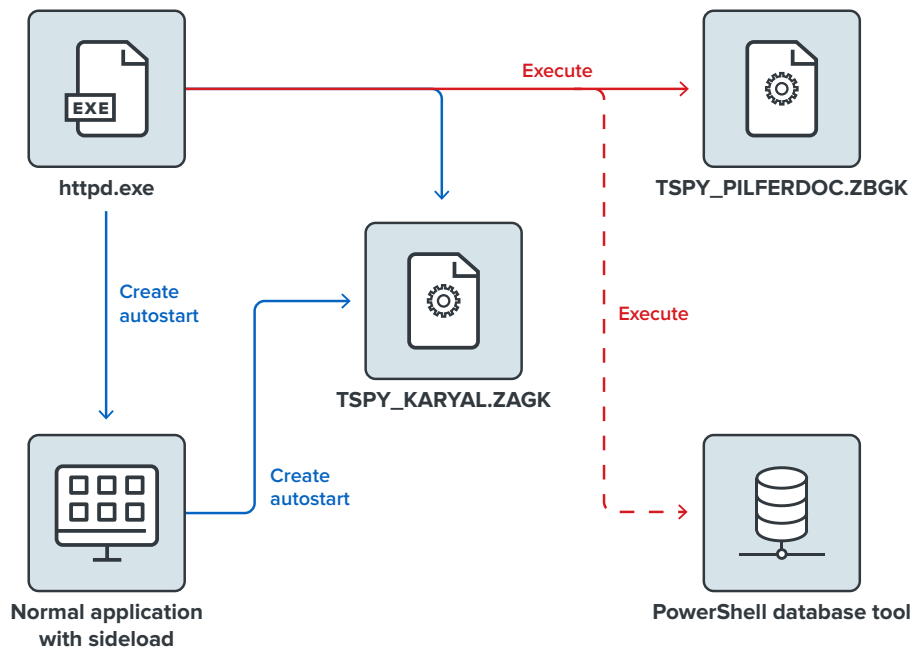 EXE
httpd.exe
Execute
TSPY_PILFERDOC.ZBGK
Create
autostart
Execute
TSPY_KARYAL.ZAGK
Create
autostart
Normal application
with sideload
PowerShell database tool